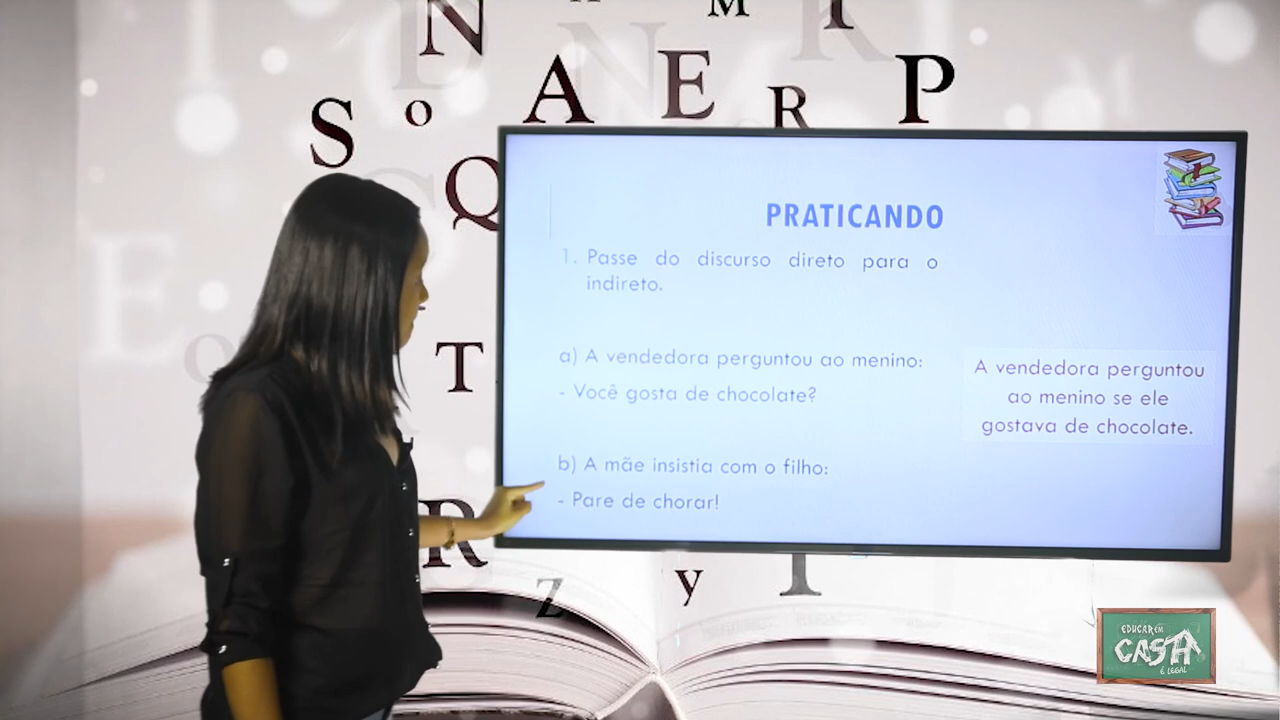 N
M
I
S
o
A
E
R
P
Q
PRATICANDO
1. Passe do discurso direto para o
indireto.
a) A vendedora perguntou ao menino:
- Você gosta de chocolate?
A vendedora perguntou
ao menino se ele
gostava de chocolate.
T
E
b) A mãe insistia com o filho:
- Pare de chorar!
R
z
y
I
EDUCAR EM
CASA
É LEGAL